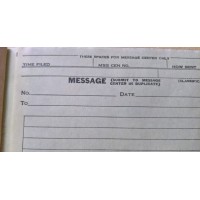 THESE SPACES FOR MESSAGE CENTER ONLY
TIME FILED MSG CEN No. HOW SENT
MESSAGE (SUBMIT TO MESSAGE CENTER IN DUPLICATE)
No. DATE
To